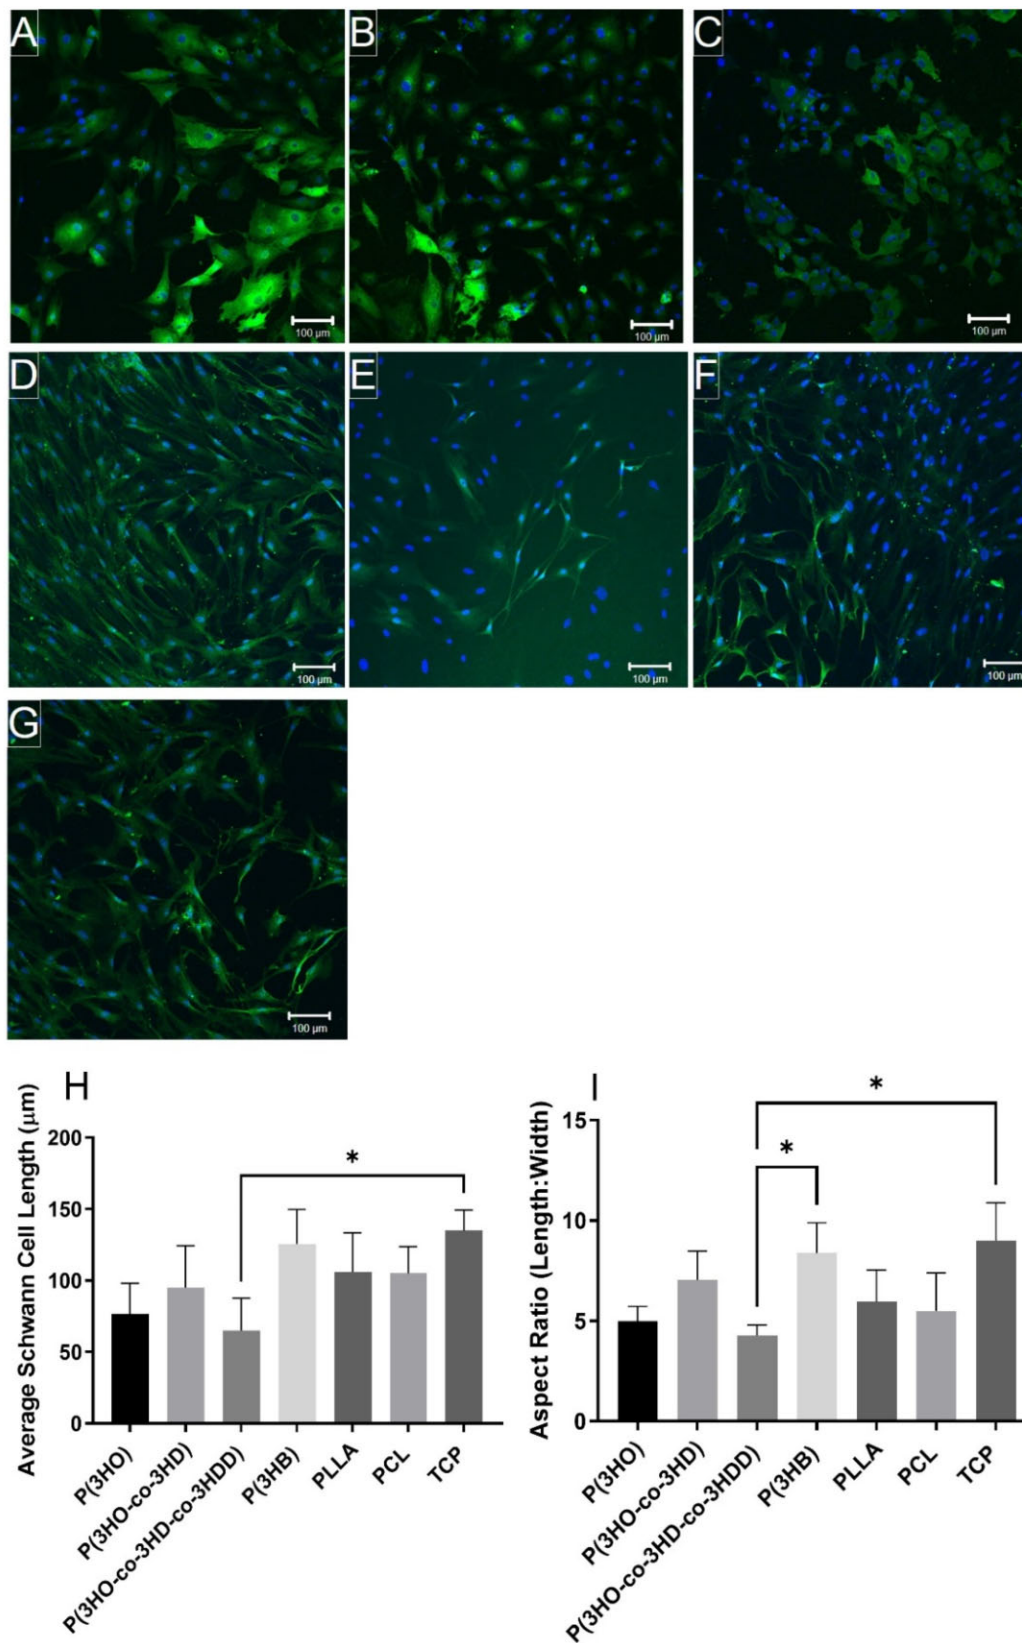 A
B
C
100 µm
100 µm
100 µm
D
E
F
100 µm
100 µm
100 µm
G
100 µm
H
Average Schwann Cell Length (µm)
200
150
100
50
0
*
P(3HO)
P(3HO-co-3HD)
P(3HO-co-3HD-co-3HDD)
P(3HB)
PLLA
PCL
TCP
I
Aspect Ratio (Length:Width)
15
10
5
0
*
*
P(3HO)
P(3HO-co-3HD)
P(3HO-co-3HD-co-3HDD)
P(3HB)
PLLA
PCL
TCP